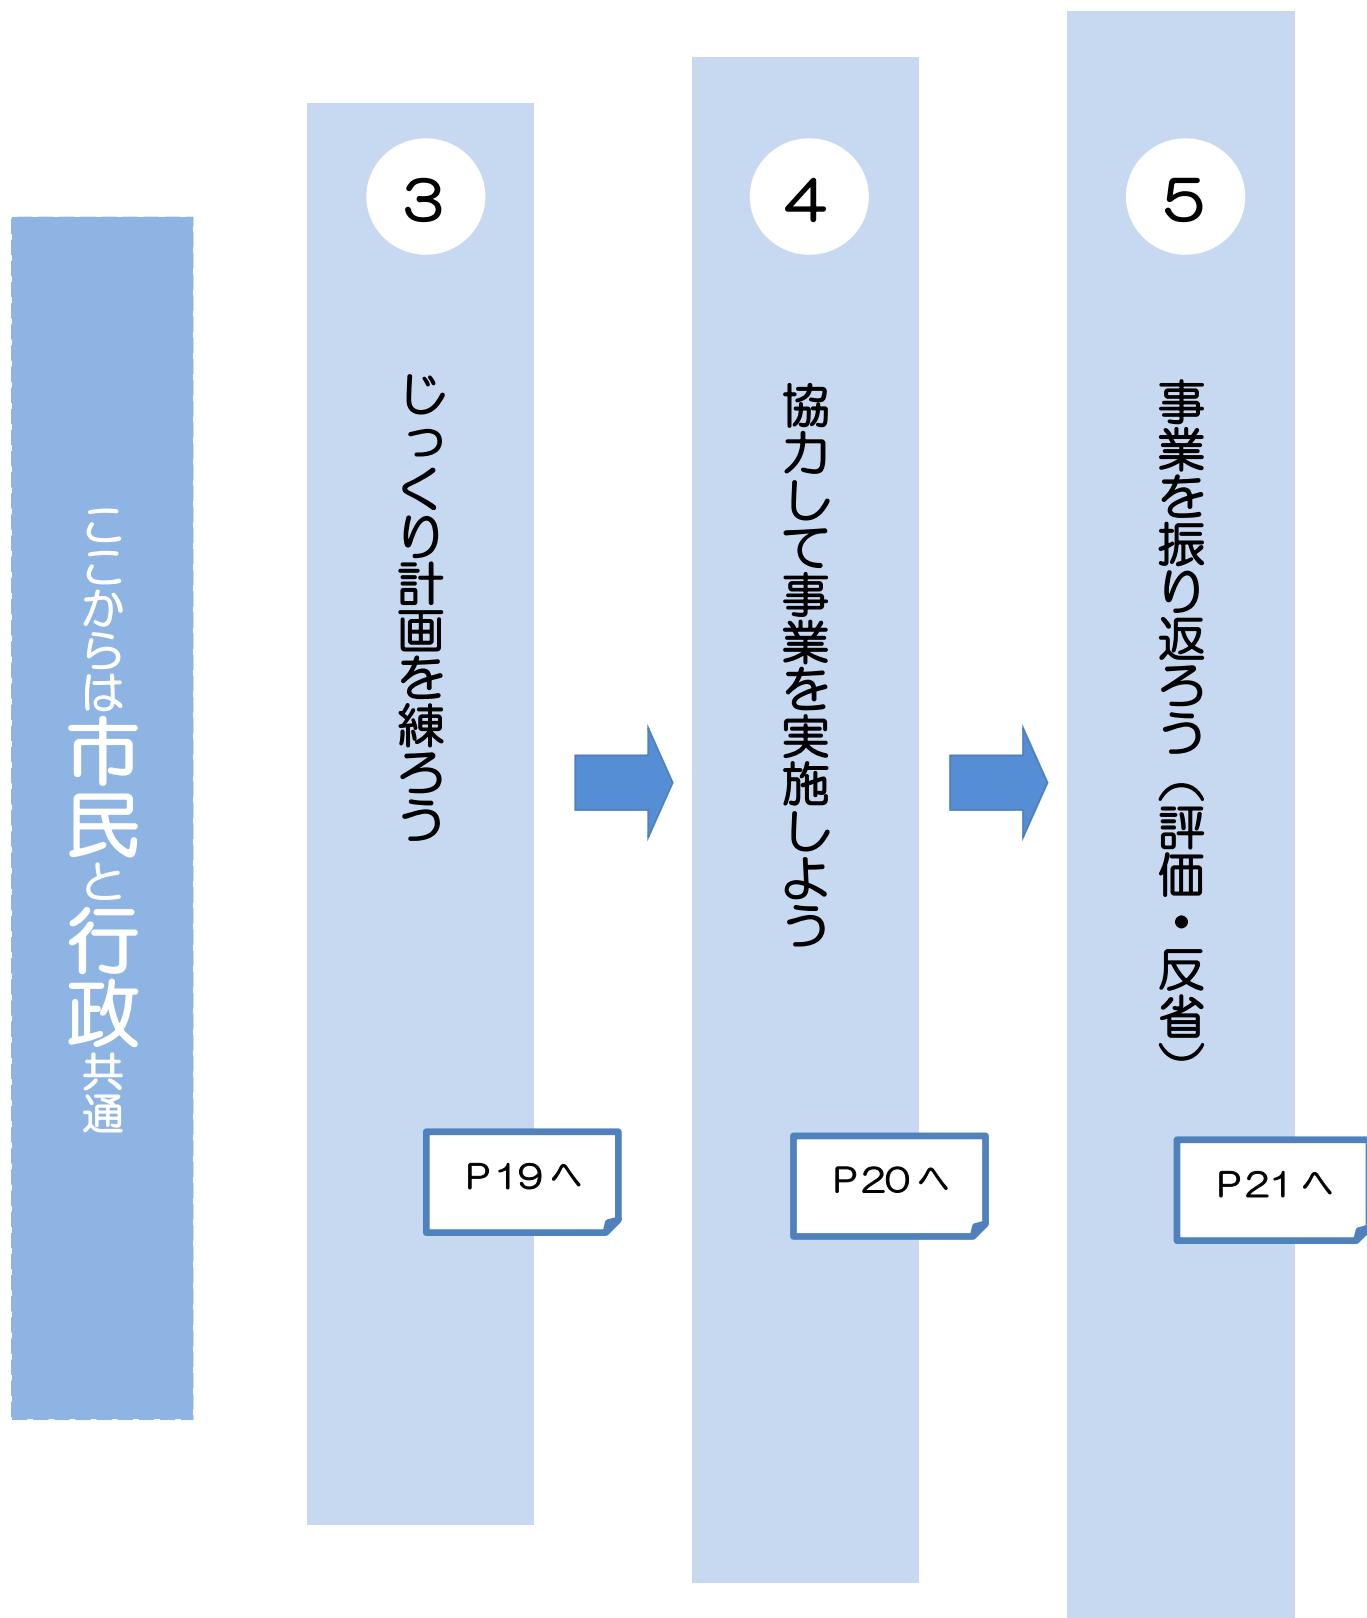 ここからは市民と行政共通
3
じっくり計画を練ろう
P19へ
4
協力して事業を実施しよう
P20へ
5
事業を振り返ろう（評価・反省）
P21へ